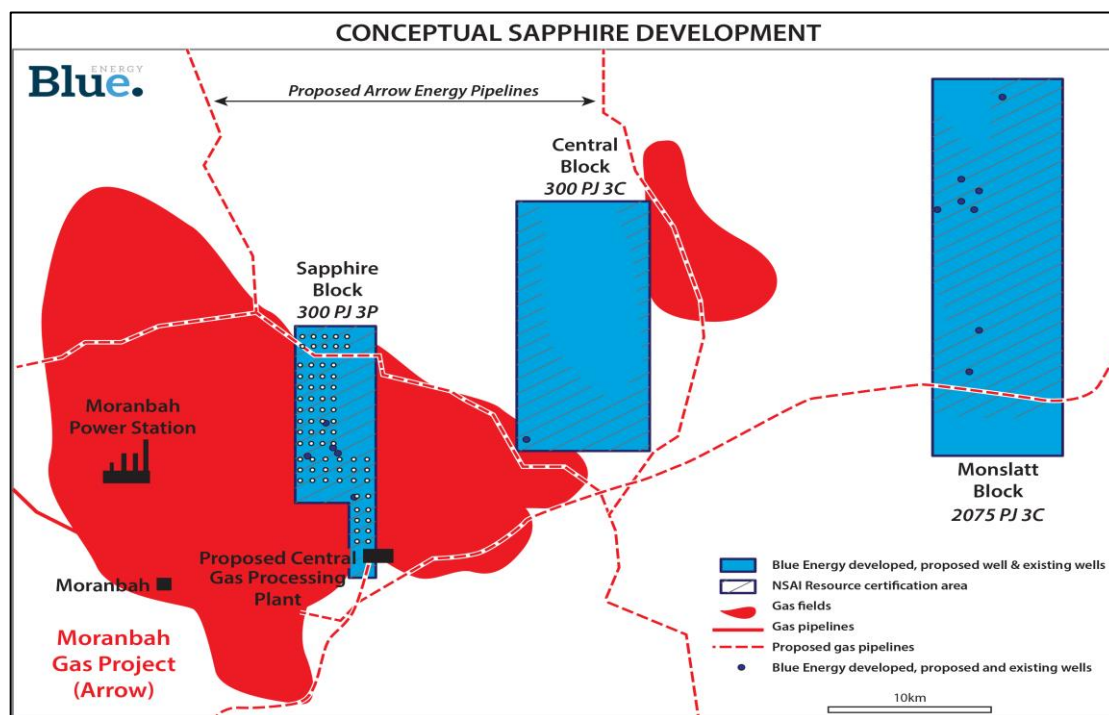 CONCEPTUAL SAPPHIRE DEVELOPMENT
ENERGY
Blue.
Proposed Arrow Energy Pipelines
Central
Block
300 PJ 3C
Sapphire
Block
300 PJ 3P
Moranbah
Power Station
Monslatt
Block
2075 PJ 3C
Proposed Central
Gas Processing
Plant
Moranbah
Moranbah
Gas Project
(Arrow)
Blue Energy developed, proposed well & existing wells
NSAI Resource certification area
Gas fields
Gas pipelines
Proposed gas pipelines
Blue Energy developed, proposed and existing wells
10km